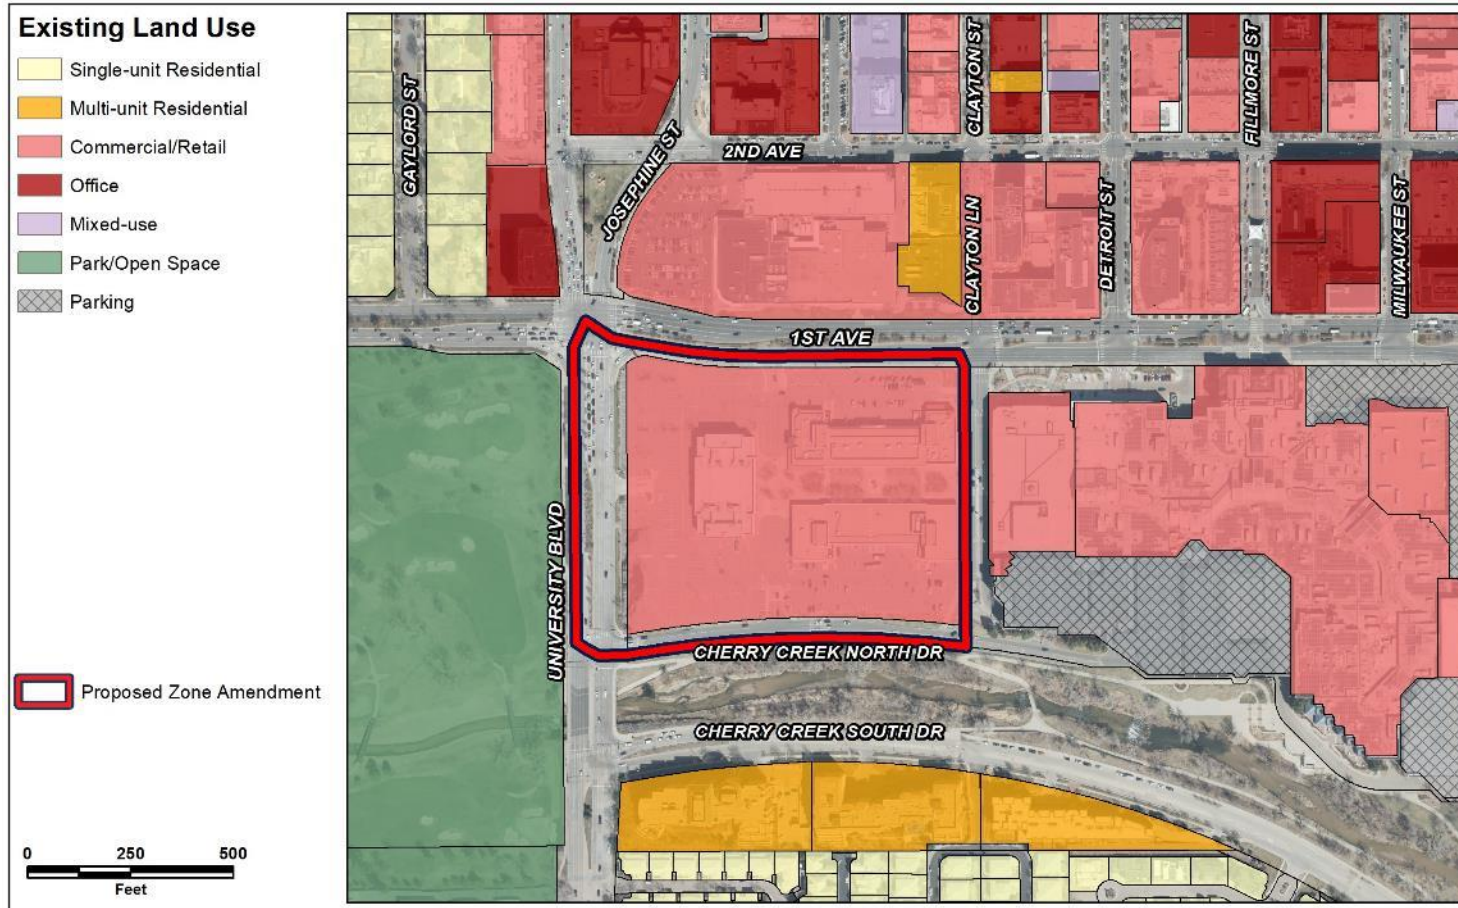 Existing Land Use
Single-unit Residential
Multi-unit Residential
Commercial/Retail
Office
Mixed-use
Park/Open Space
Parking
Proposed Zone Amendment
0 250 500
Feet
GAYLORD ST
JOSEPHINE ST
2ND AVE
CLAYTON ST
FILLMORE ST
CLAYTON LN
DETROIT ST
MILWAUKEE ST
1ST AVE
UNIVERSITY BLVD
CHERRY CREEK NORTH DR
CHERRY CREEK SOUTH DR